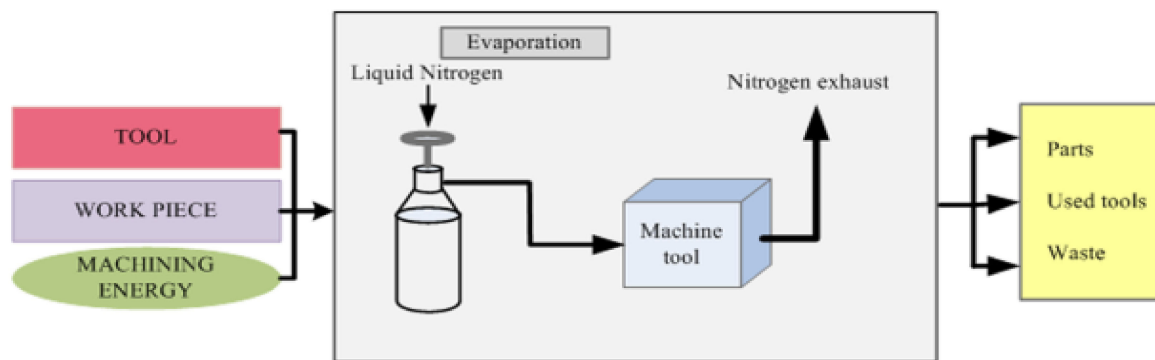 Evaporation
Liquid Nitrogen
Nitrogen exhaust
TOOL
WORK PIECE
MACHINING
ENERGY
Machine
tool
Parts
Used tools
Waste